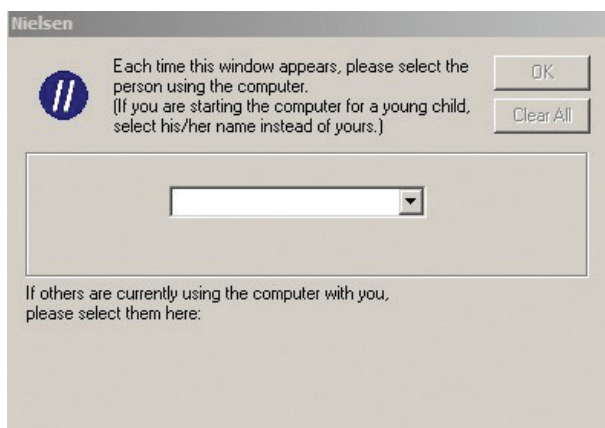 Nielsen
Each time this window appears, please select the
person using the computer.
(If you are starting the computer for a young child,
select his/her name instead of yours.)
OK
Clear All
If others are currently using the computer with you,
please select them here: